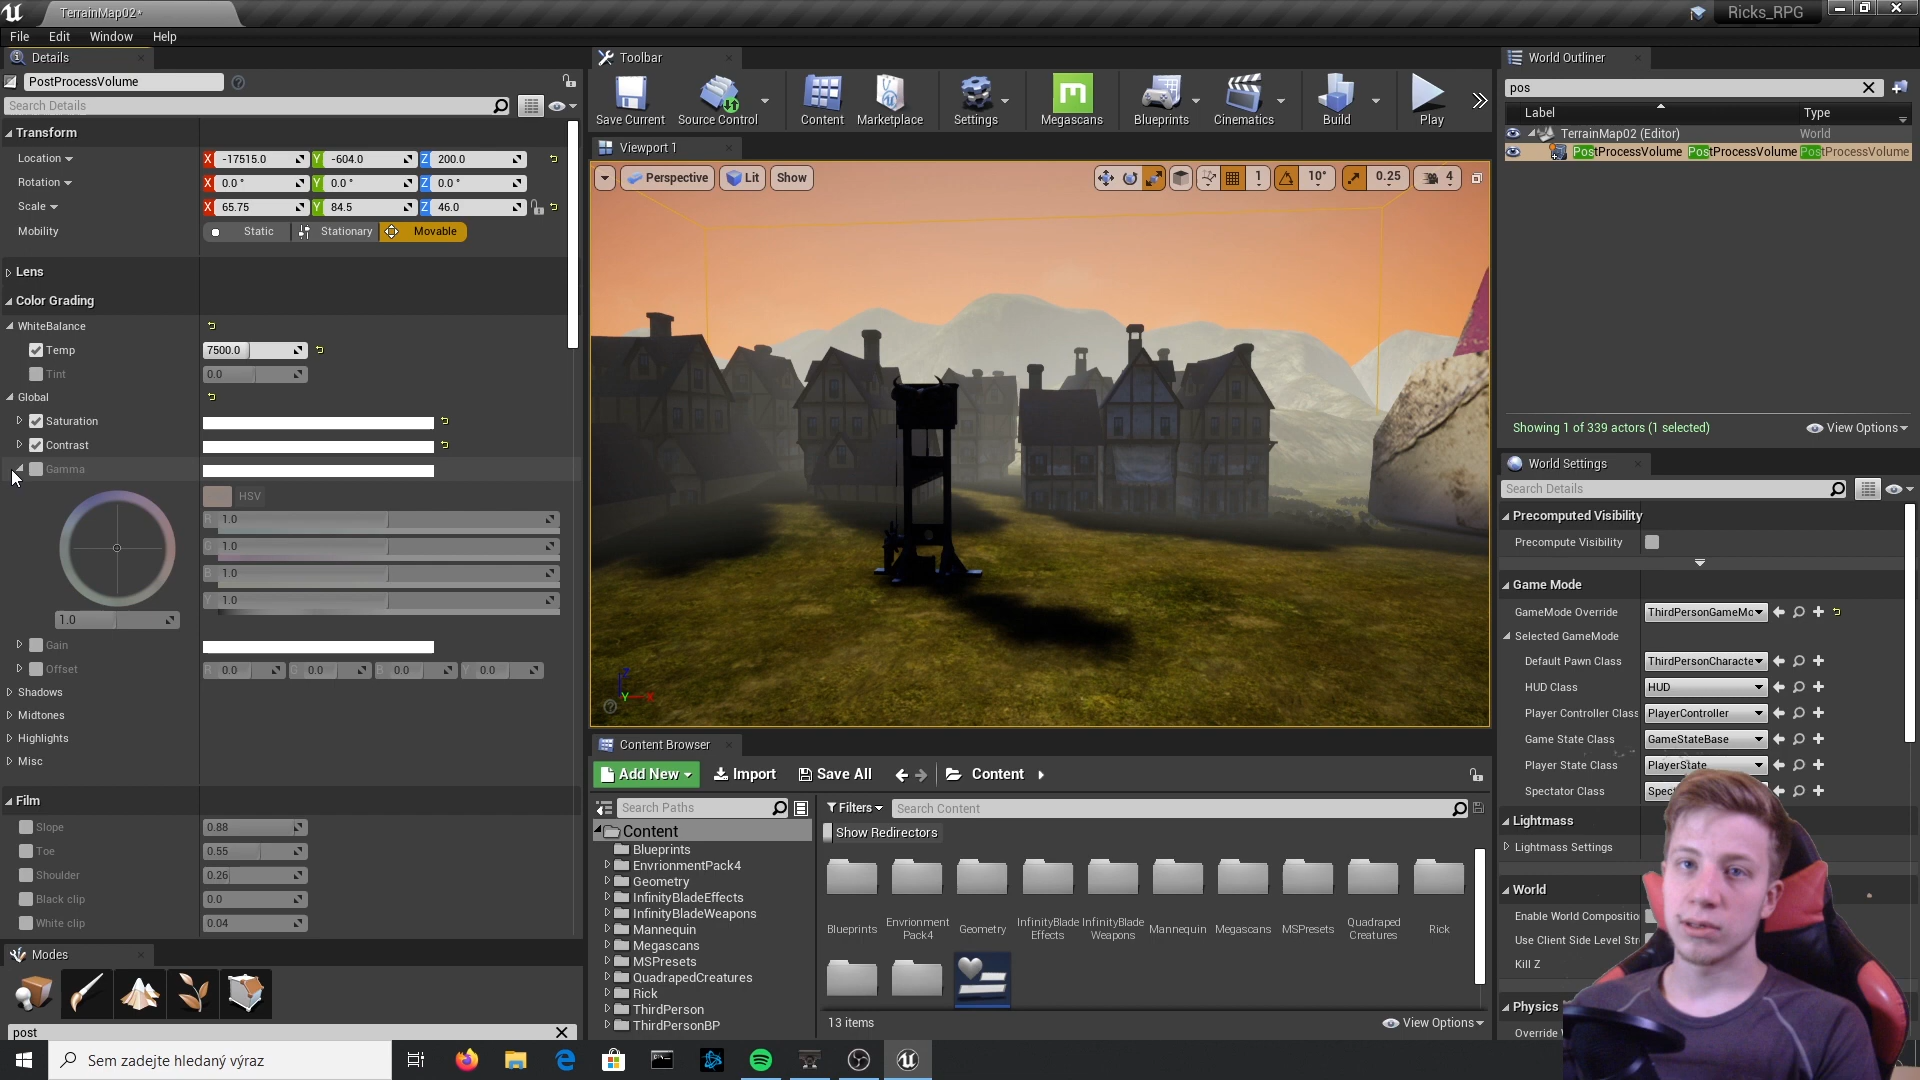 TerrainMap02*
Ricks_RPG
File Edit Window Help
Details
PostProcessVolume
Search Details
Transform
Location X -17515.0 Y -604.0 Z 200.0
Rotation X 0.0 ° Y 0.0 ° Z 0.0 °
Scale X 65.75 Y 84.5 Z 46.0
Mobility Static Stationary Movable
Lens
Color Grading
WhiteBalance
Temp 7500.0
Tint 0.0
Global
Saturation
Contrast
Gamma
HSV
R 1.0
G 1.0
B 1.0
Y 1.0
1.0
Gain
Offset R 0.0 G 0.0 B 0.0 Y 0.0
Shadows
Midtones
Highlights
Misc
Film
Slope 0.88
Toe 0.55
Shoulder 0.26
Black clip 0.0
White clip 0.04
Modes
post
Toolbar
Save Current Source Control Content Marketplace Settings Megascans Blueprints Cinematics Build Play
Viewport 1
Perspective Lit Show 1 10° 0.25 4
Z
Y X
Content Browser
Add New Import Save All Content
Search Paths
Filters Search Content
Show Redirectors
Content
Blueprints
EnvrionmentPack4
Geometry
InfinityBladeEffects
InfinityBladeWeapons
Mannequin
Megascans
MSPresets
QuadrapedCreatures
Rick
ThirdPerson
ThirdPersonBP
Blueprints
Envrionment
Pack4
Geometry
InfinityBlade
Effects
InfinityBlade
Weapons
Mannequin
Megascans
MSPresets
Quadraped
Creatures
Rick
13 items
View Options
World Outliner
pos
Label Type
TerrainMap02 (Editor) World
PostProcessVolume PostProcessVolume PostProcessVolume
Showing 1 of 339 actors (1 selected)
View Options
World Settings
Search Details
Precomputed Visibility
Precompute Visibility
Game Mode
GameMode Override ThirdPersonGameMo
Selected GameMode
Default Pawn Class ThirdPersonCharacte
HUD Class HUD
Player Controller Class PlayerController
Game State Class GameStateBase
Player State Class PlayerState
Spectator Class Spect
Lightmass
Lightmass Settings
World
Enable World Compositio
Use Client Side Level Str
Kill Z
Physics
Override
Sem zadejte hledaný výraz